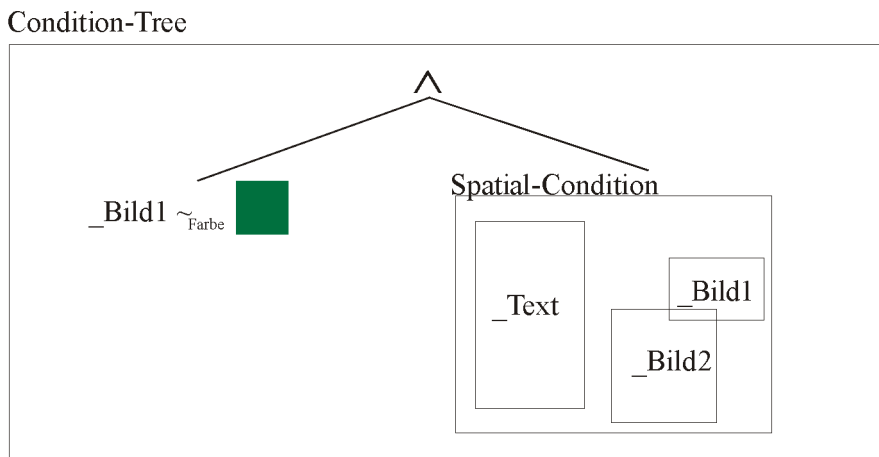 Condition-Tree
∧
_Bild1 ~Farbe
Spatial-Condition
_Text
_Bild1
_Bild2